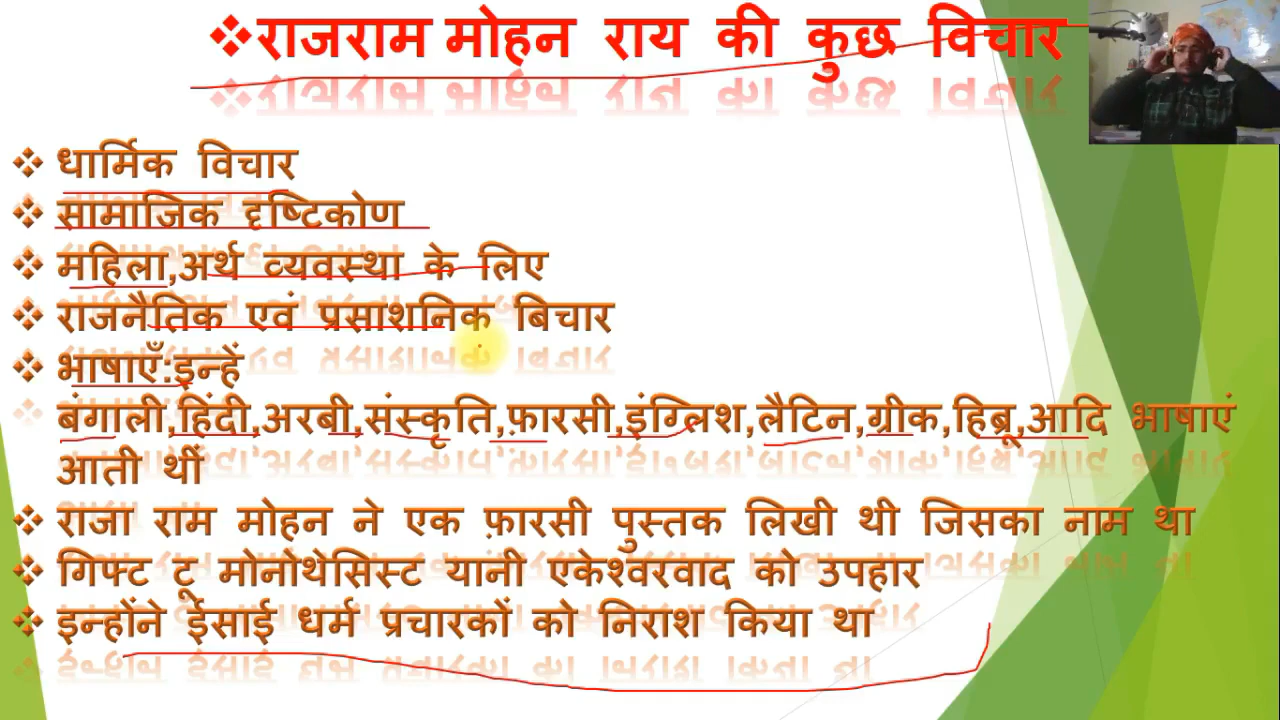 ❖राजराम मोहन राय की कुछ विचार
❖ धार्मिक विचार
❖ सामाजिक दृष्टिकोण
❖ महिला,अर्थ व्यवस्था के लिए
❖ राजनैतिक एवं प्रसाशनिक बिचार
❖ भाषाएँ:इन्हें
❖ बंगाली,हिंदी,अरबी,संस्कृति,फ़ारसी,इंग्लिश,लैटिन,ग्रीक,हिब्रू,आदि भाषाएं
आती थीं
❖ राजा राम मोहन ने एक फ़ारसी पुस्तक लिखी थी जिसका नाम था
❖ गिफ्ट टू मोनोथेसिस्ट यानी एकेश्वरवाद को उपहार
❖ इन्होंने ईसाई धर्म प्रचारकों को निराश किया था